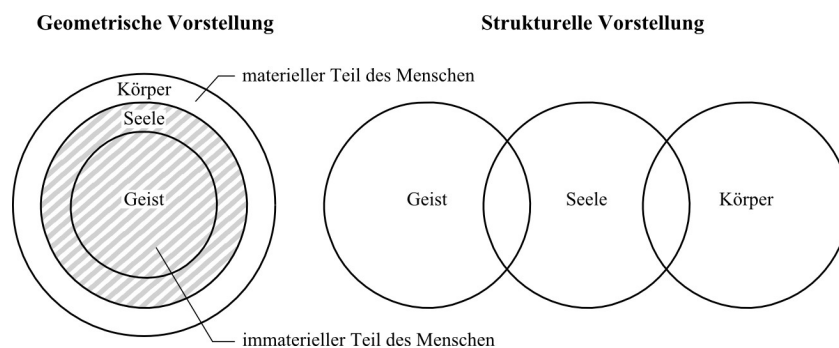 Geometrische Vorstellung
Strukturelle Vorstellung
materieller Teil des Menschen
Körper
Seele
Geist
Geist
Seele
Körper
immaterieller Teil des Menschen